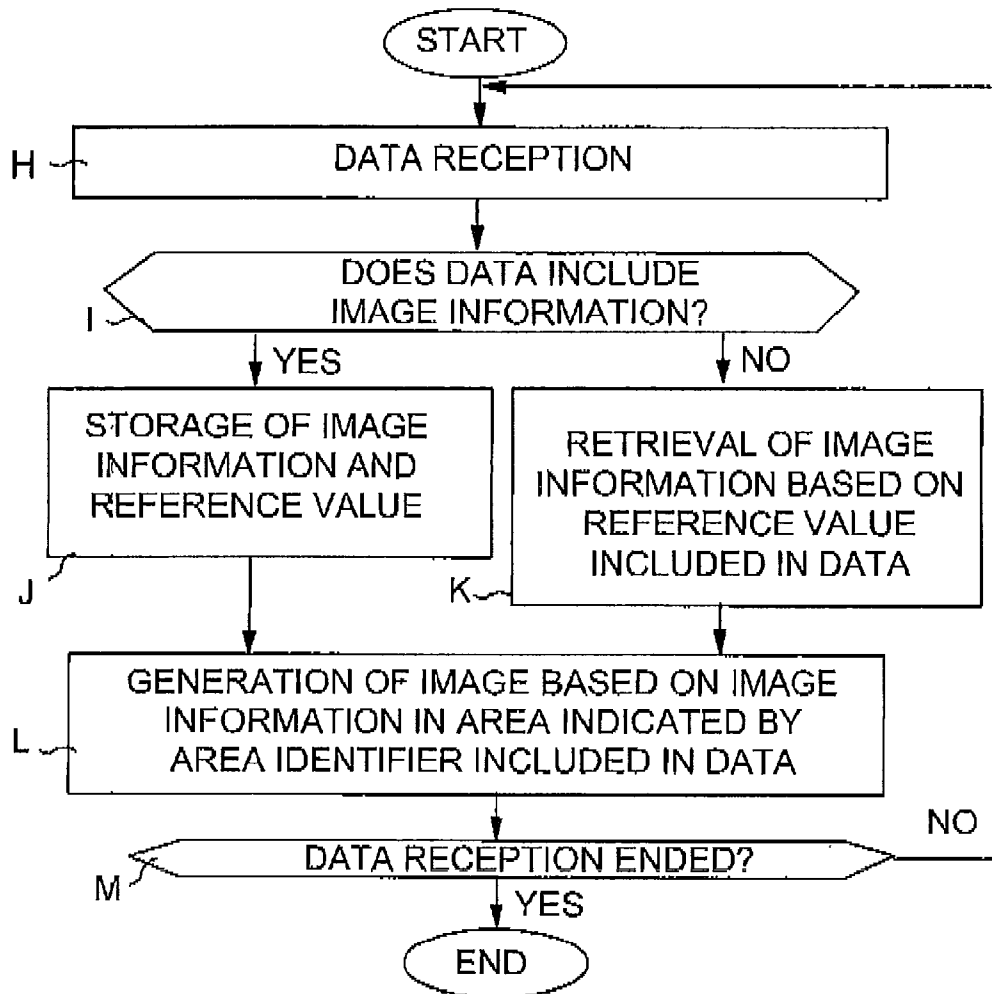 START
H
DATA RECEPTION
DOES DATA INCLUDE
IMAGE INFORMATION?
I
YES
NO
STORAGE OF IMAGE
INFORMATION AND
REFERENCE VALUE
J
RETRIEVAL OF IMAGE
INFORMATION BASED ON
REFERENCE VALUE
INCLUDED IN DATA
K
GENERATION OF IMAGE BASED ON IMAGE
INFORMATION IN AREA INDICATED BY
AREA IDENTIFIER INCLUDED IN DATA
L
NO
DATA RECEPTION ENDED?
M
YES
END